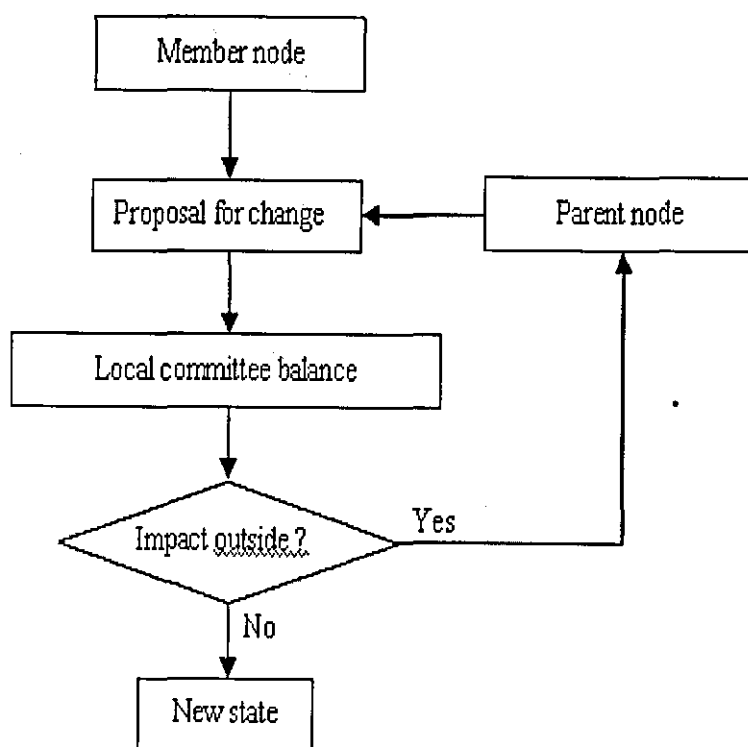 Member node
Proposal for change
Parent node
Local committee balance
Impact outside ?
Yes
No
New state